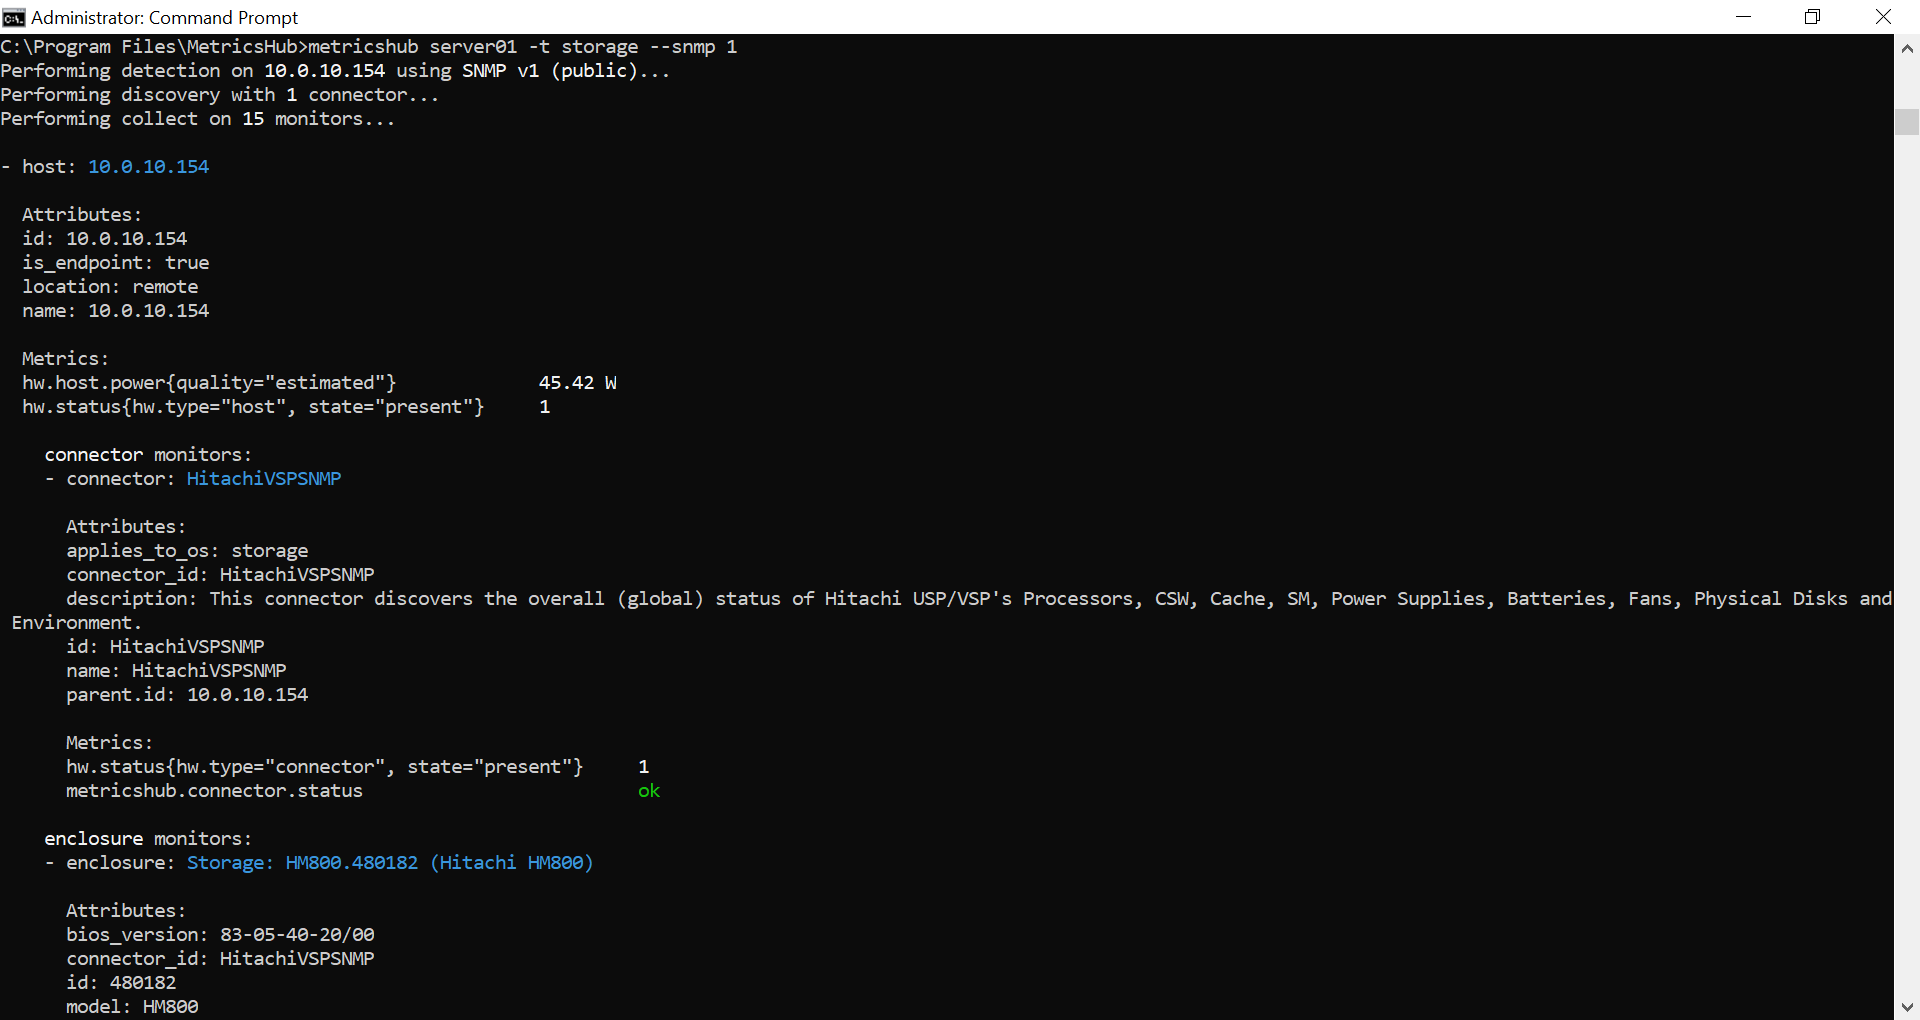 Administrator: Command Prompt
C:\Program Files\MetricsHub>metricshub server01 -t storage --snmp 1
Performing detection on 10.0.10.154 using SNMP v1 (public)...
Performing discovery with 1 connector...
Performing collect on 15 monitors...
- host: 10.0.10.154
Attributes:
id: 10.0.10.154
is_endpoint: true
location: remote
name: 10.0.10.154
Metrics:
hw.host.power{quality="estimated"} 45.42 W
hw.status{hw.type="host", state="present"} 1
connector monitors:
- connector: HitachiVSPSNMP
Attributes:
applies_to_os: storage
connector_id: HitachiVSPSNMP
description: This connector discovers the overall (global) status of Hitachi USP/VSP's Processors, CSW, Cache, SM, Power Supplies, Batteries, Fans, Physical Disks and
Environment.
id: HitachiVSPSNMP
name: HitachiVSPSNMP
parent.id: 10.0.10.154
Metrics:
hw.status{hw.type="connector", state="present"} 1
metricshub.connector.status ok
enclosure monitors:
- enclosure: Storage: HM800.480182 (Hitachi HM800)
Attributes:
bios_version: 83-05-40-20/00
connector_id: HitachiVSPSNMP
id: 480182
model: HM800